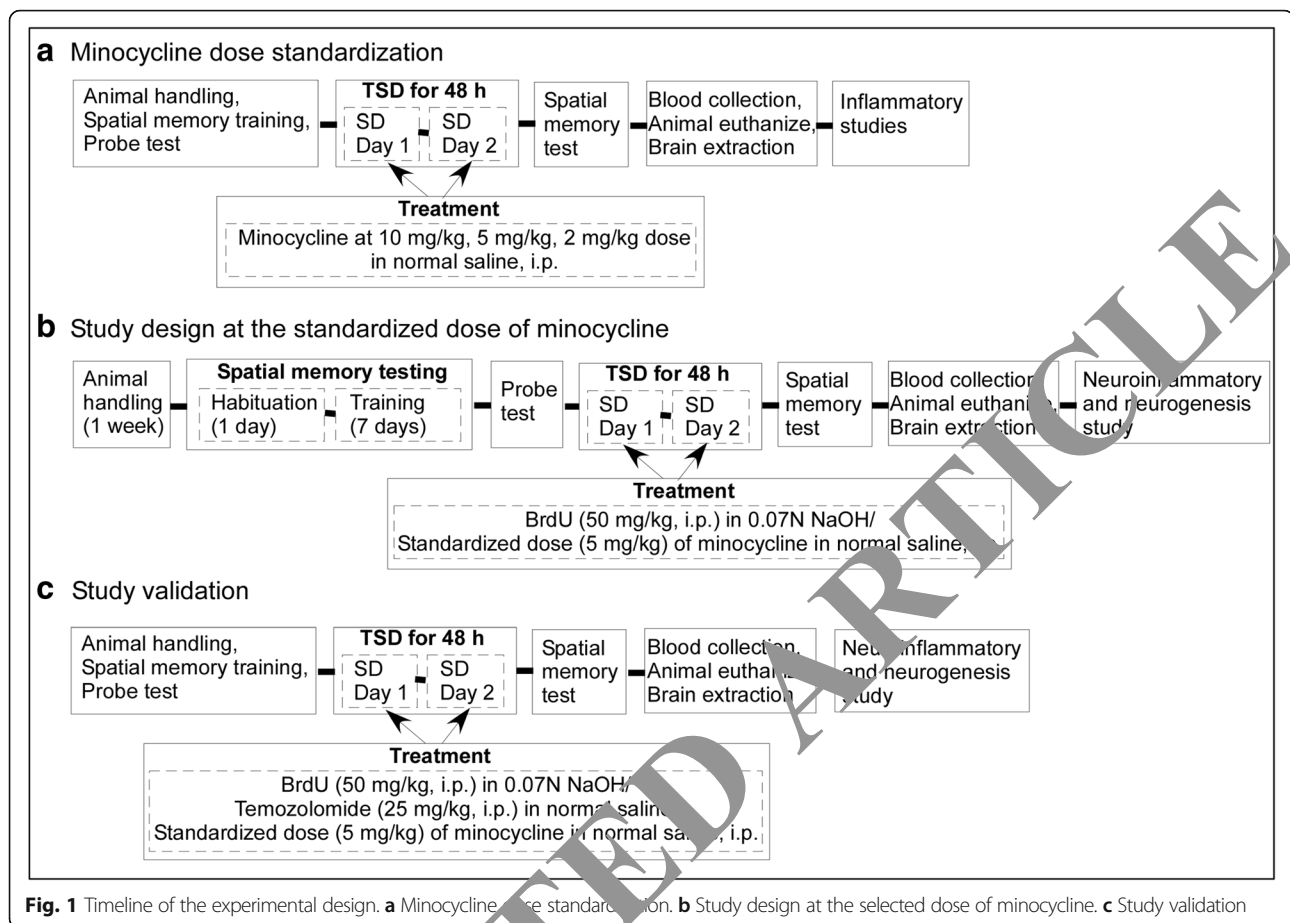 a Minocycline dose standardization
Animal handling,
Spatial memory training,
Probe test
TSD for 48 h
SD
Day 1
SD
Day 2
Spatial
memory
test
Blood collection,
Animal euthanize,
Brain extraction
Inflammatory
studies
Treatment
Minocycline at 10 mg/kg, 5 mg/kg, 2 mg/kg dose
in normal saline, i.p.
b Study design at the standardized dose of minocycline
Animal
handling
(1 week)
Spatial memory testing
Habituation
(1 day)
Training
(7 days)
Probe
test
TSD for 48 h
SD
Day 1
SD
Day 2
Spatial
memory
test
Blood collection
Animal euthanize,
Brain extraction
Neuroinflammatory
and neurogenesis
study
Treatment
BrdU (50 mg/kg, i.p.) in 0.07N NaOH/
Standardized dose (5 mg/kg) of minocycline in normal saline,
c Study validation
Animal handling,
Spatial memory training,
Probe test
TSD for 48 h
SD
Day 1
SD
Day 2
Spatial
memory
test
Blood collection,
Animal euthanize
Brain extraction
Neuroinflammatory
and neurogenesis
study
Treatment
BrdU (50 mg/kg, i.p.) in 0.07N NaOH/
Temozolomide (25 mg/kg, i.p.) in normal saline
Standardized dose (5 mg/kg) of minocycline in normal saline, i.p.
TED ARTICLE
Fig. 1 Timeline of the experimental design. a Minocycline dose standardization. b Study design at the selected dose of minocycline. c Study validation